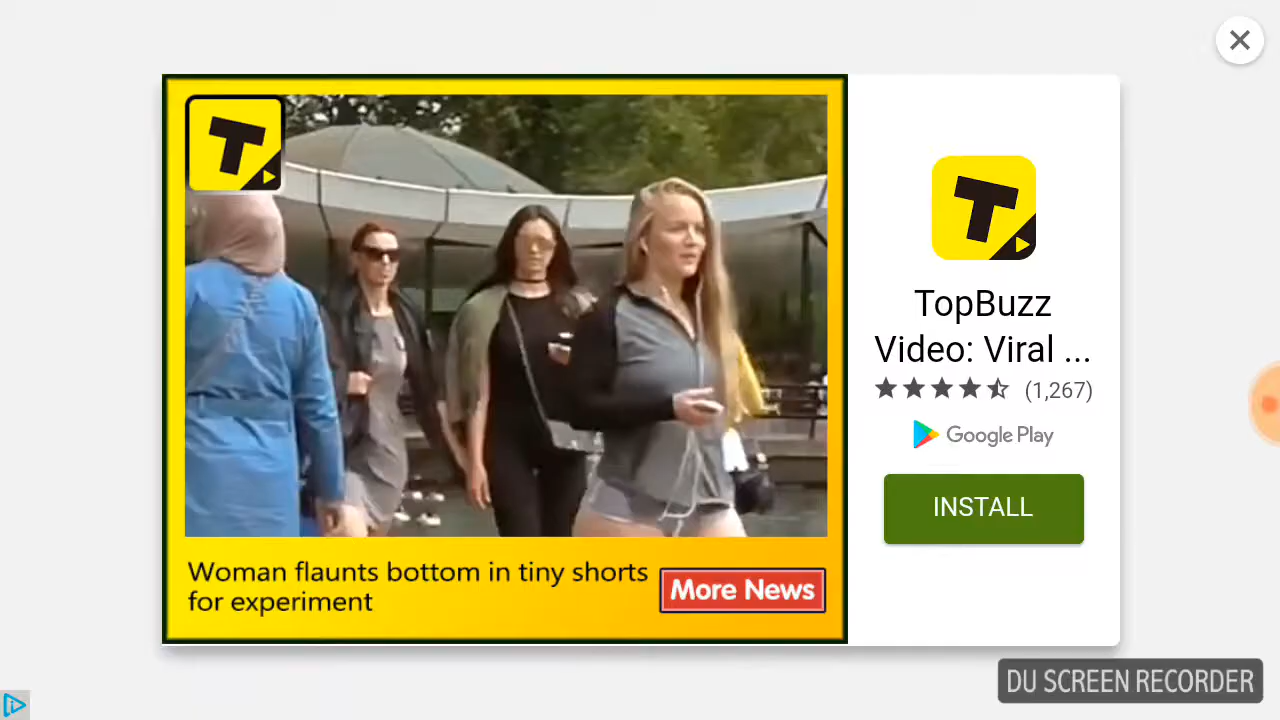 T
T
TopBuzz
Video: Viral ...
(1,267)
Google Play
INSTALL
Woman flaunts bottom in tiny shorts
for experiment
More News
DU SCREEN RECORDER